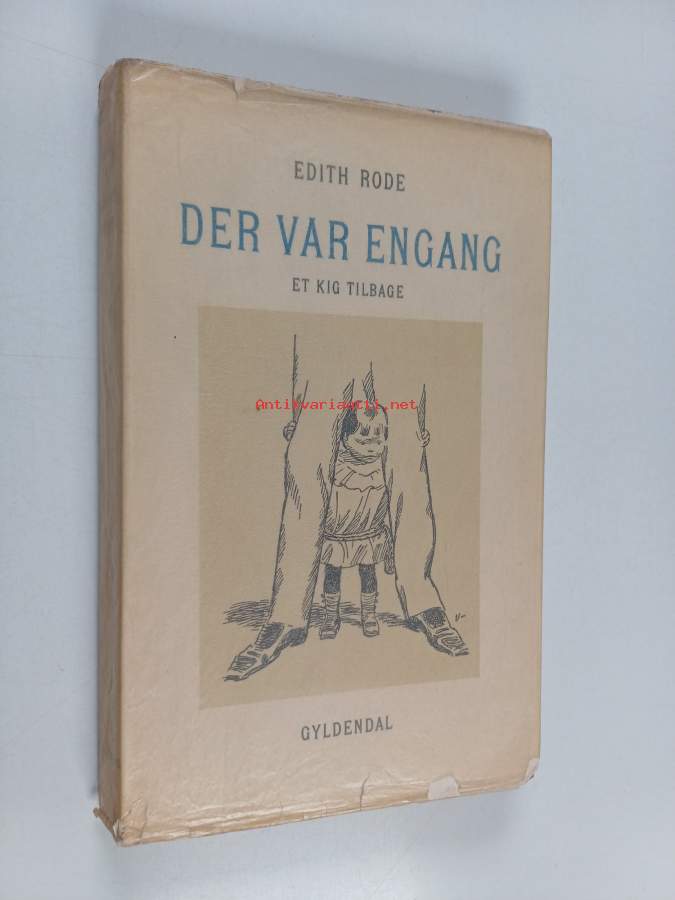 EDITH RODE
DER VAR ENGANG
ET KIG TILBAGE
Antikvariaatti.net
GYLDENDAL